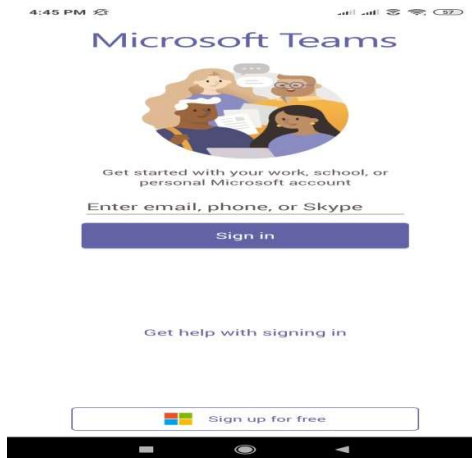 4:45 PM
57
Microsoft Teams
Get started with your work, school, or
personal Microsoft account
Enter email, phone, or Skype
Sign in
Get help with signing in
Sign up for free